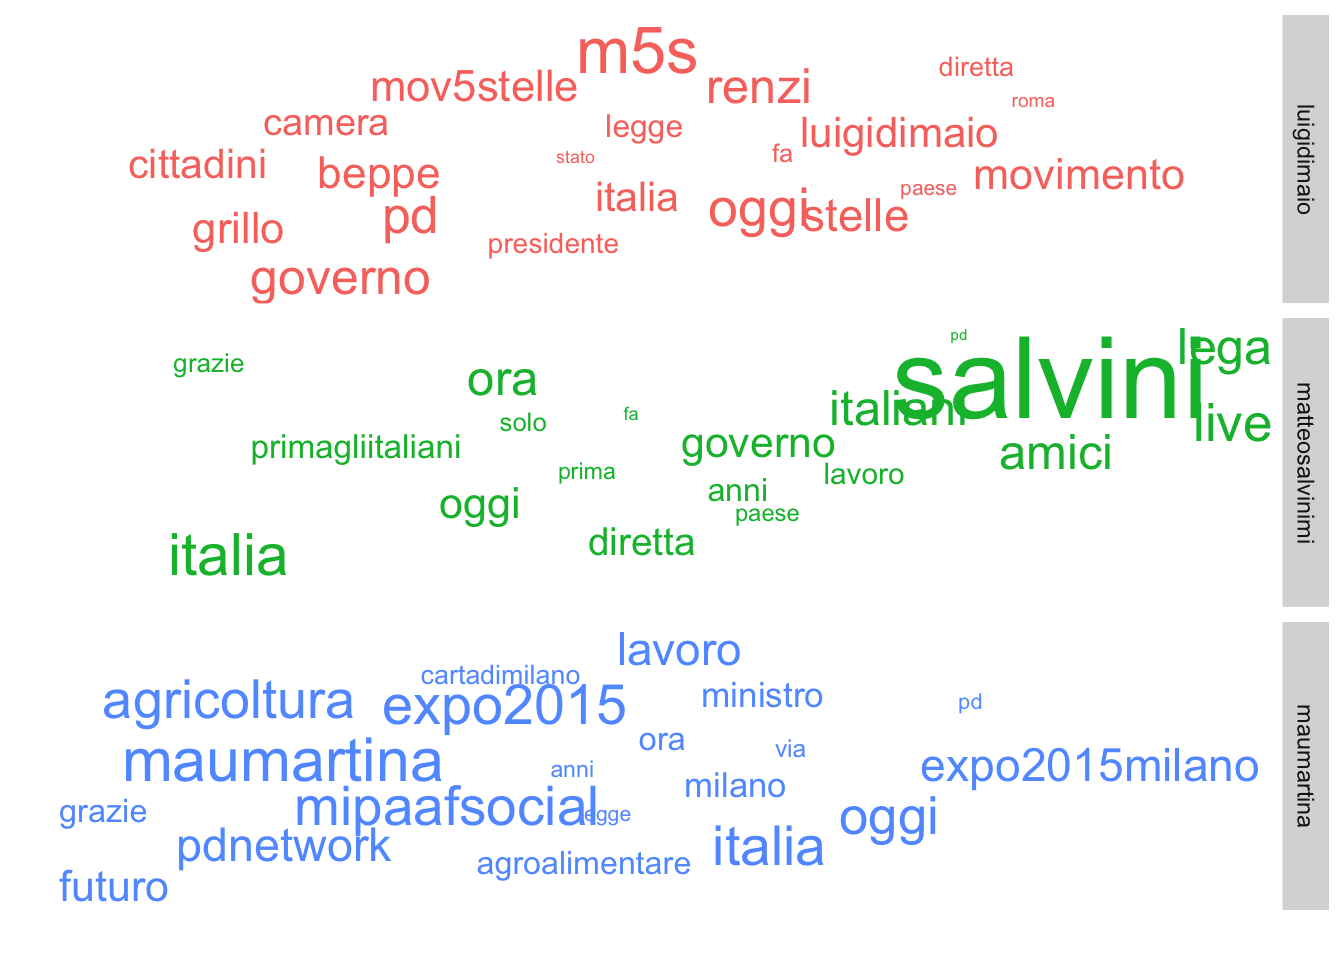 m5s
mov5stelle
renzi
diretta
roma
camera
legge
luigidimaio
cittadini
beppe
stato
fa
movimento
italia
paese
grillo
pd
oggi
stelle
presidente
governo
luigidimaio
pd
salvini
lega
grazie
ora
solo
fa
italiani
live
primagliitaliani
governo
amici
prima
lavoro
anni
oggi
paese
diretta
italia
matteosalvinimi
lavoro
cartadimilano
agricoltura
expo2015
ministro
pd
ora
via
maumartina
anni
milano
expo2015milano
grazie
mipaafsocial
legge
oggi
pdnetwork
agroalimentare
italia
futuro
maumartina